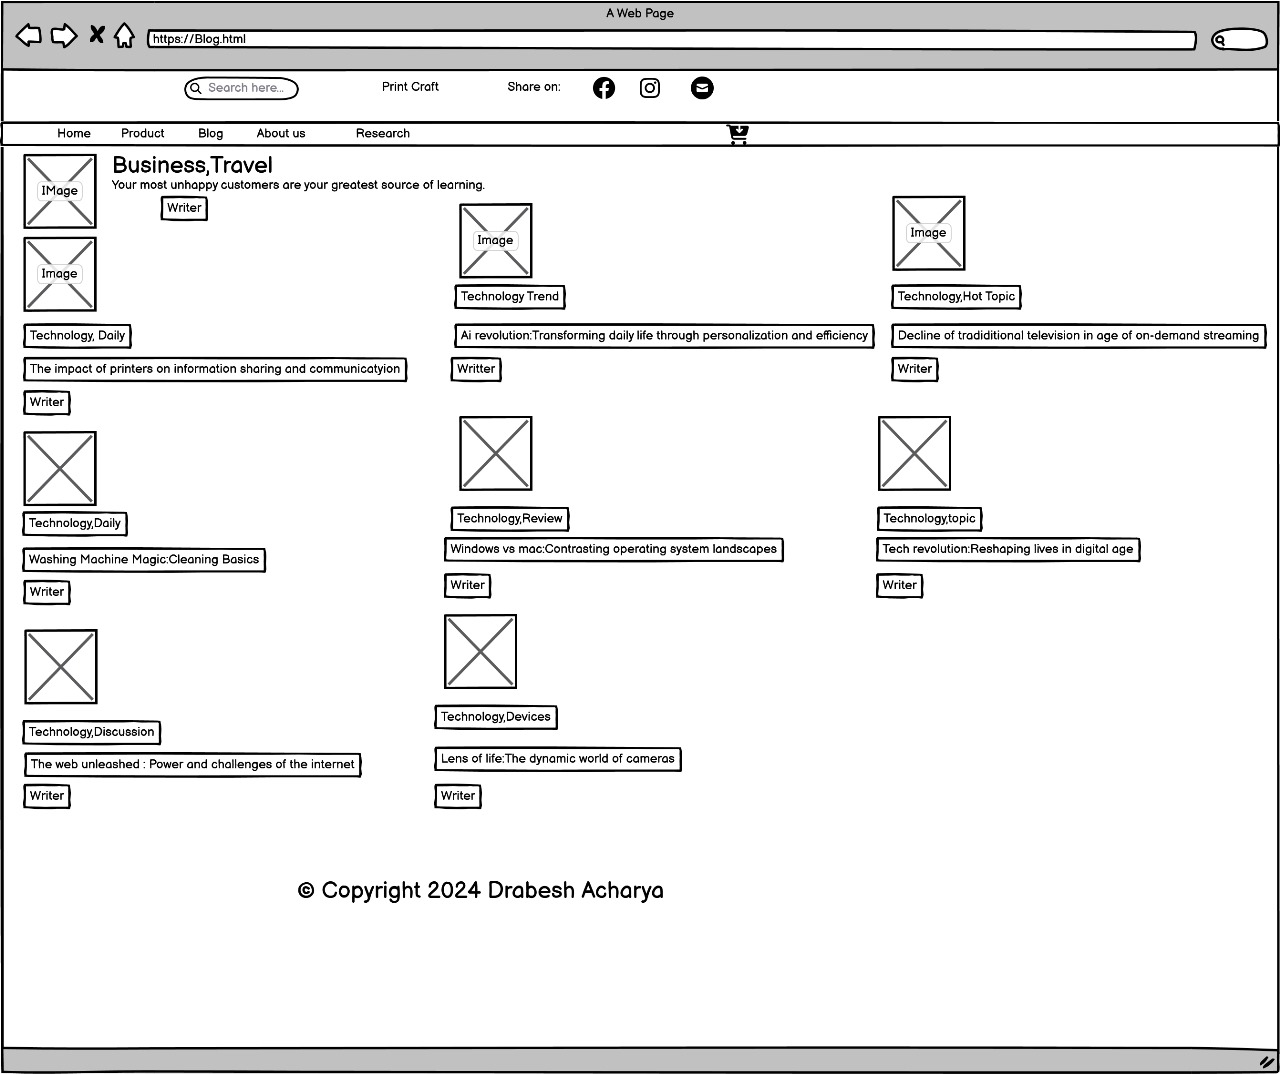 A Web Page
https://Blog.html
Search here...
Print Craft
Share on:
Home
Product
Blog
About us
Research
IMage
Business,Travel
Your most unhappy customers are your greatest source of learning.
Writer
Image
Technology, Daily
The impact of printers on information sharing and communicatyion
Writer
Image
Technology Trend
Ai revolution:Transforming daily life through personalization and efficiency
Writter
Image
Technology,Hot Topic
Decline of tradiditional television in age of on-demand streaming
Writer
Technology,Daily
Washing Machine Magic:Cleaning Basics
Writer
Technology,Review
Windows vs mac:Contrasting operating system landscapes
Writer
Technology,topic
Tech revolution:Reshaping lives in digital age
Writer
Technology,Discussion
The web unleashed : Power and challenges of the internet
Writer
Technology,Devices
Lens of life:The dynamic world of cameras
Writer
© Copyright 2024 Drabesh Acharya